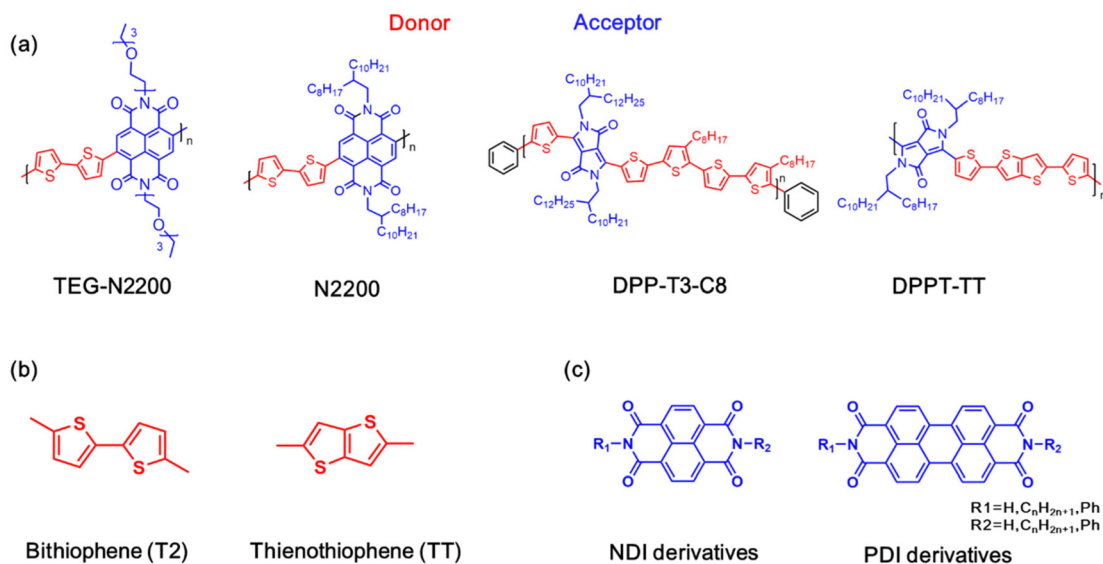 Donor
Acceptor
(a)
3
O
O N O
S
S
n
O N O
O
3
TEG-N2200
C10H21
C8H17
O N O
S
S
n
O N O
C8H17
C10H21
N2200
C10H21
C12H25
N O
S
C8H17
S
S
C8H17
O N
S
S
n
C12H25
C10H21
DPP-T3-C8
C10H21
C8H17
O N
S
S
N O
S
S
n
C10H21
C8H17
DPPT-TT
(b)
S
S
Bithiophene (T2)
S
S
Thienothiophene (TT)
(c)
O O
R1-N N-R2
O O
NDI derivatives
O O
R1-N N-R2
O O
R1=H,CnH2n+1,Ph
R2=H,CnH2n+1,Ph
PDI derivatives